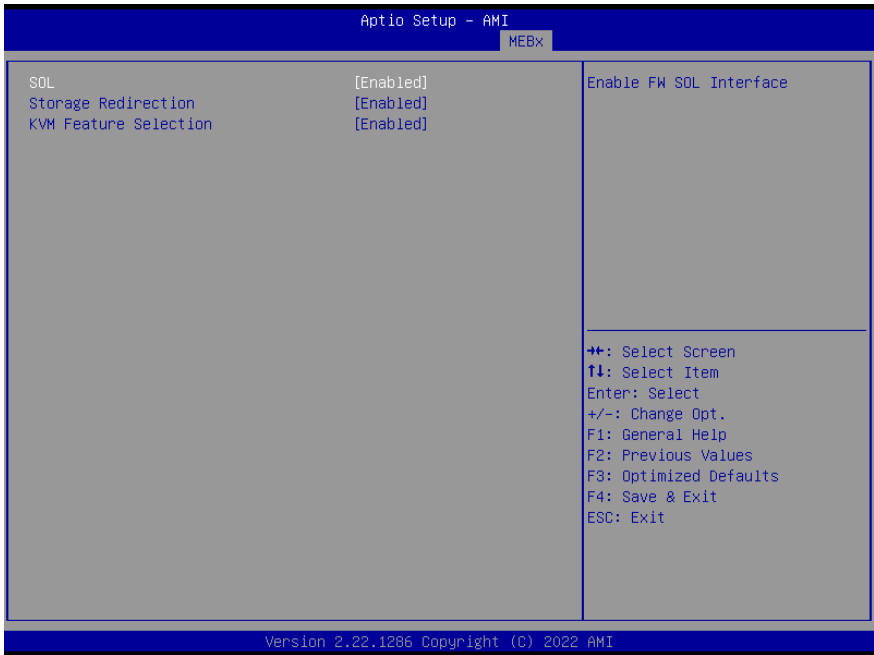 Aptio Setup - AMI
MEBx
SOL [Enabled]
Storage Redirection [Enabled]
KVM Feature Selection [Enabled]
Enable FW SOL Interface
→←: Select Screen
↑↓: Select Item
Enter: Select
+/-: Change Opt.
F1: General Help
F2: Previous Values
F3: Optimized Defaults
F4: Save & Exit
ESC: Exit
Version 2.22.1286 Copyright (C) 2022 AMI